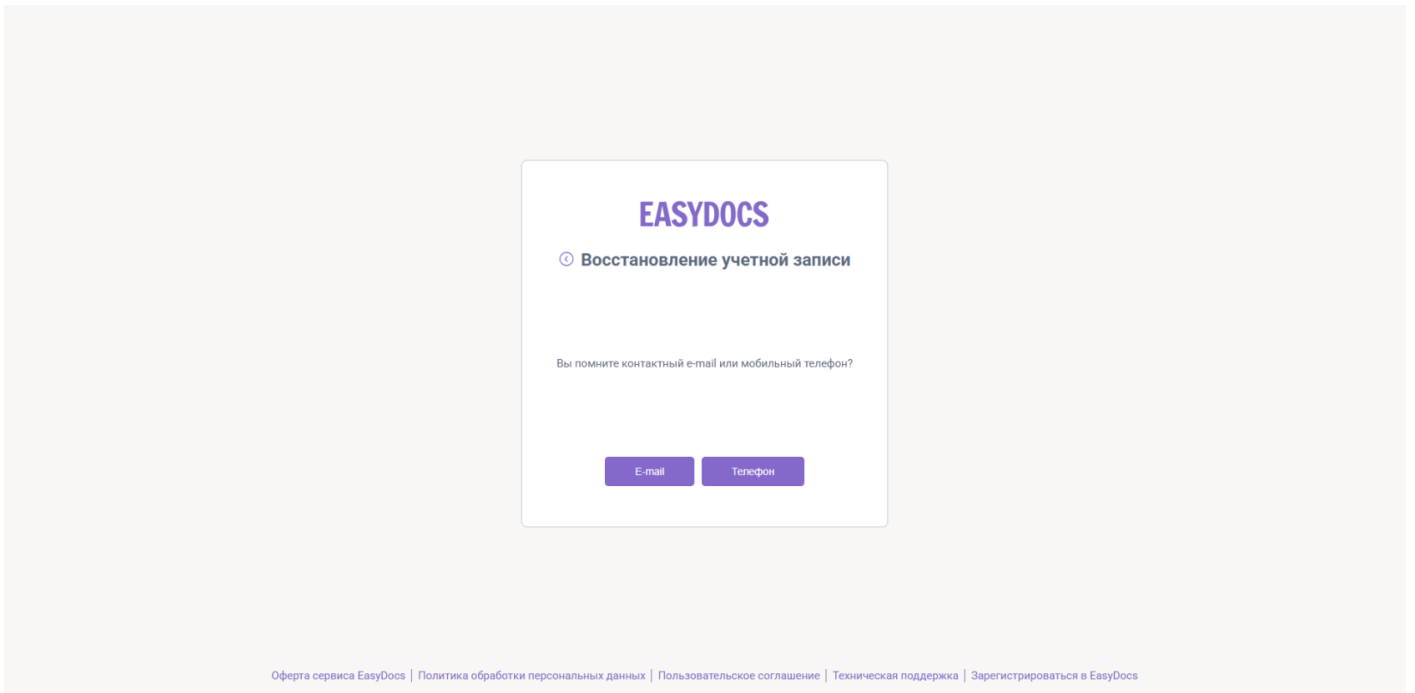 EASYDOCS
Восстановление учетной записи
Вы помните контактный e-mail или мобильный телефон?
E-mail Телефон
Оферта сервиса EasyDocs | Политика обработки персональных данных | Пользовательское соглашение | Техническая поддержка | Зарегистрироваться в EasyDocs